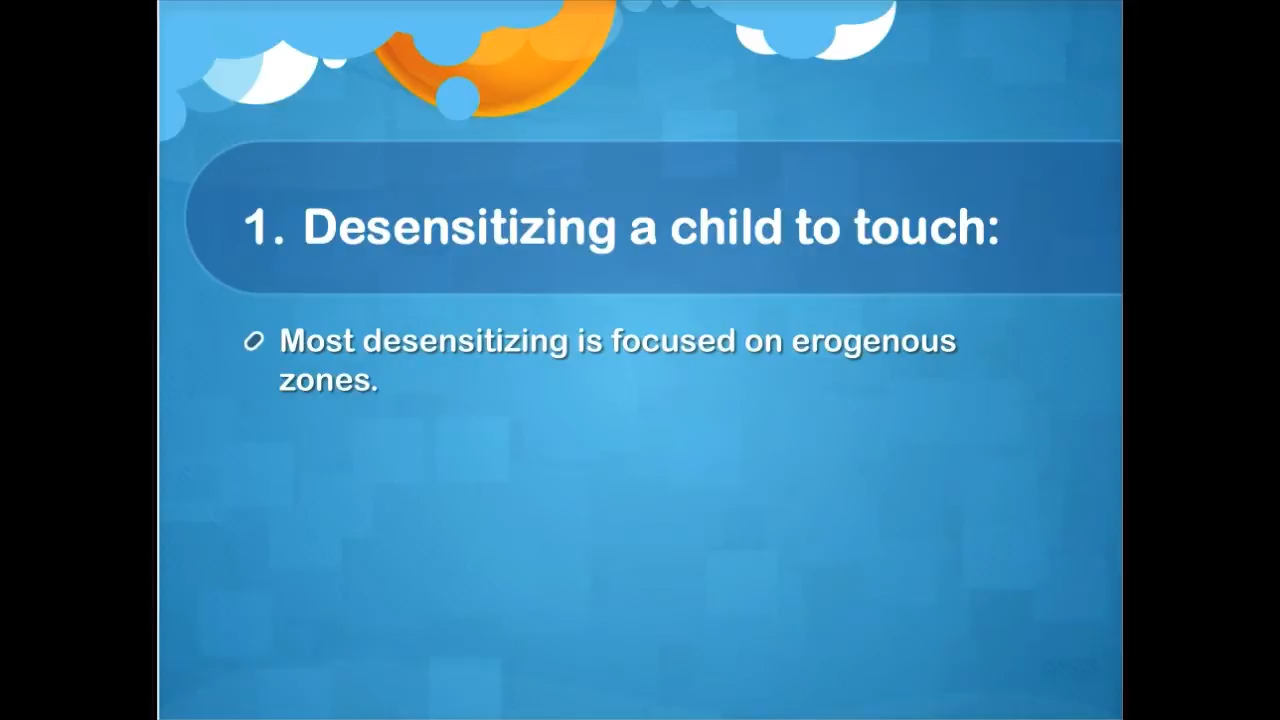 1. Desensitizing a child to touch:
Most desensitizing is focused on erogenous
zones.